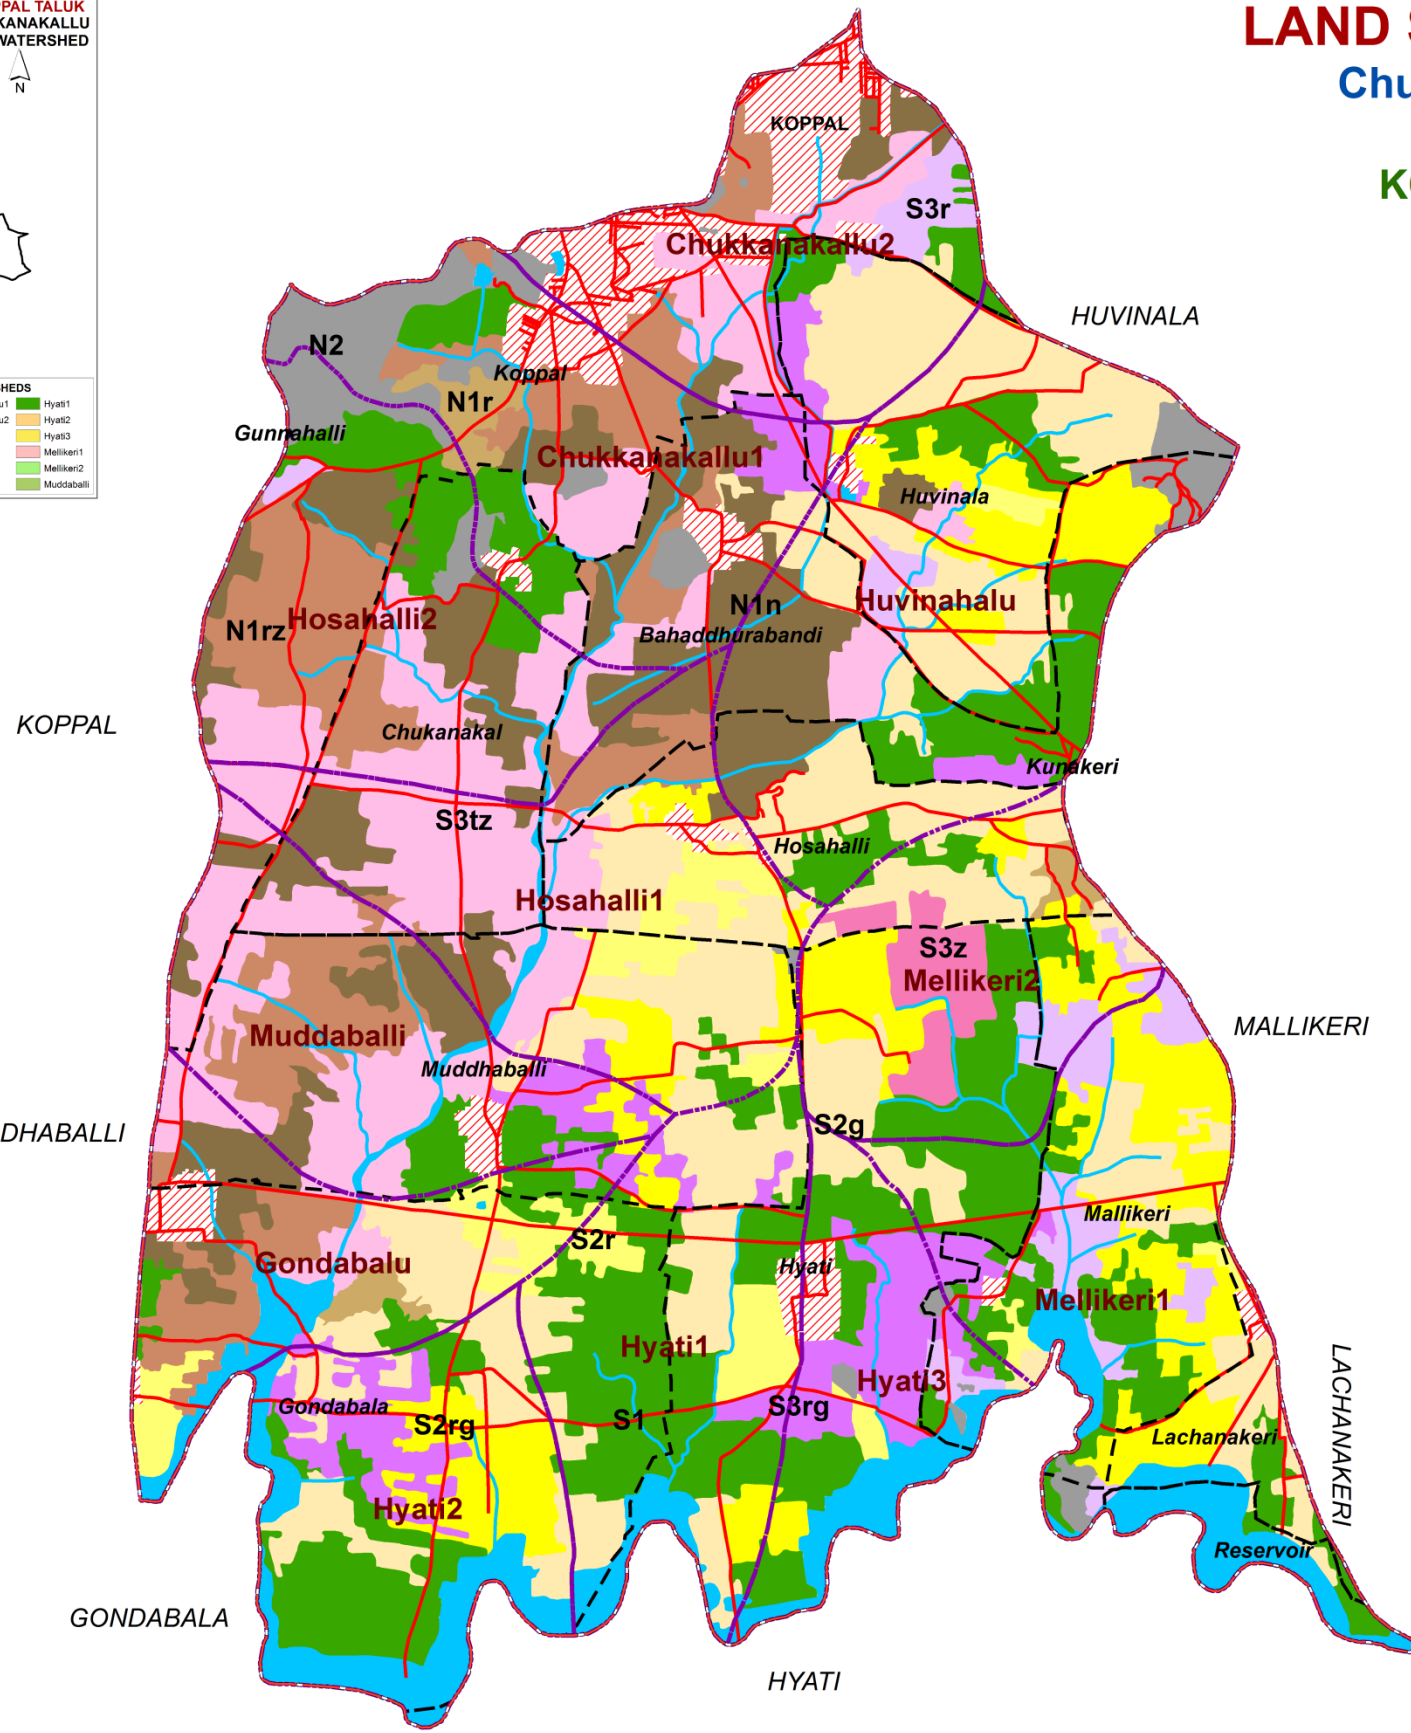 PPAL TALUK
KANAKALLU
WATERSHED
N
LAND
Chu
KOPPAL
S3r
Chukkanakallu2
HUVINALA
N2
Koppal
SHEDS
Hyati1
Hyati2
Hyati3
Mellikeri1
Mellikeri2
Muddaballi
N1r
Gunnahalli
Chukkanakallu1
Huvinala
N1n
Huvinahalu
Hosahalli2
N1rz
Bahaddhurabandi
KOPPAL
Chukanakal
Kunakeri
S3tz
Hosahalli
Hosahalli1
S3z
Mellikeri2
MALLIKERI
Muddaballi
Muddhaballi
DHABALLI
S2g
Mallikeri
S2r
Gondabalu
Hyati
Mellikeri1
Hyati1
Hyati3
LACHANAKERI
Gondabala
S2rg
S1
S3rg
Lachanakeri
Hyati2
Reservoir
GONDABALA
HYATI